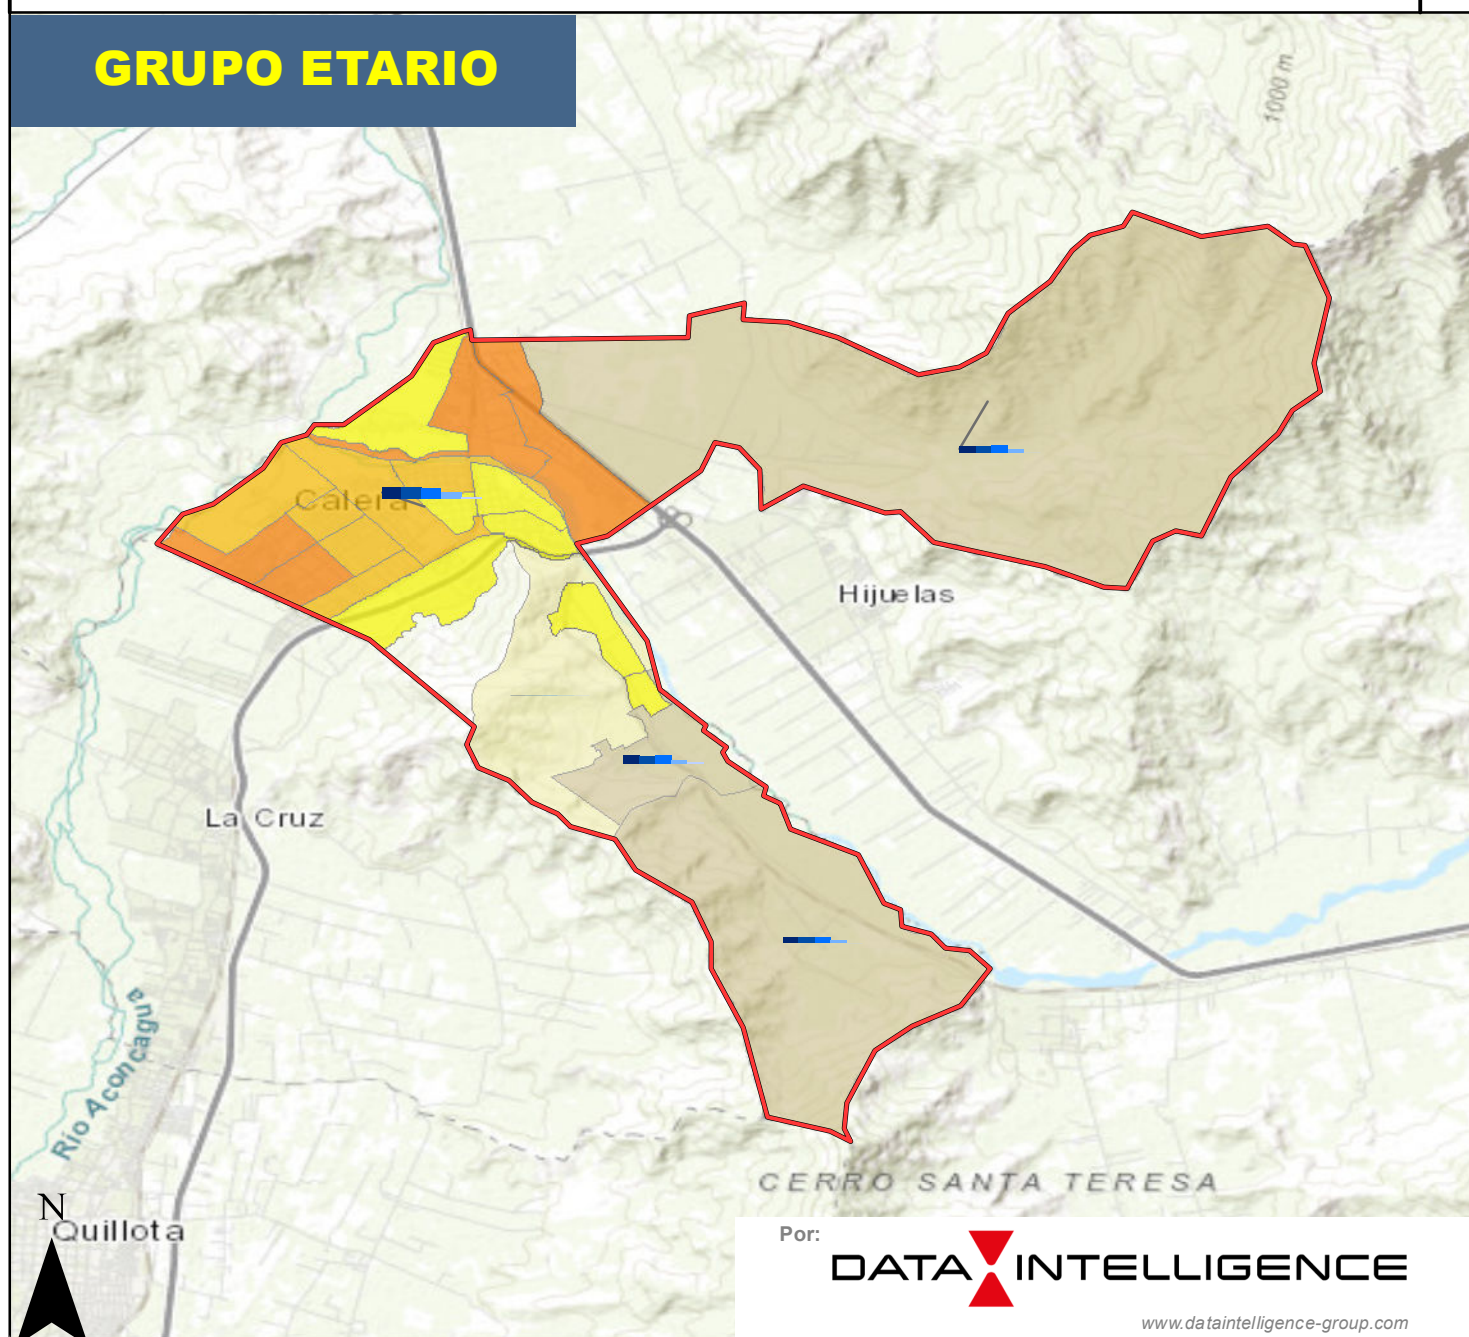 GRUPO ETARIO
1000 m
Calera
Hijuelas
La Cruz
Río Aconcagua
CERRO SANTA TERESA
N
Quillota
Por:
DATA INTELLIGENCE
www.dataintelligence-group.com